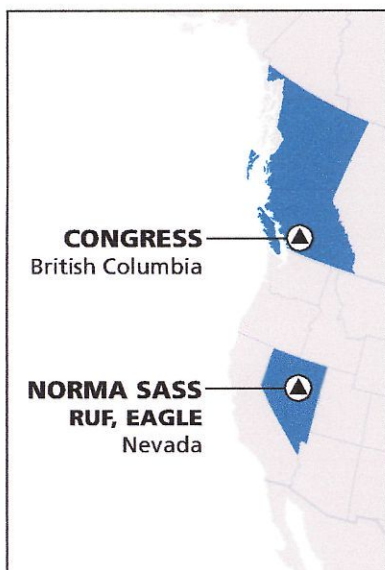 CONGRESS
British Columbia
NORMA SASS
RUF, EAGLE
Nevada